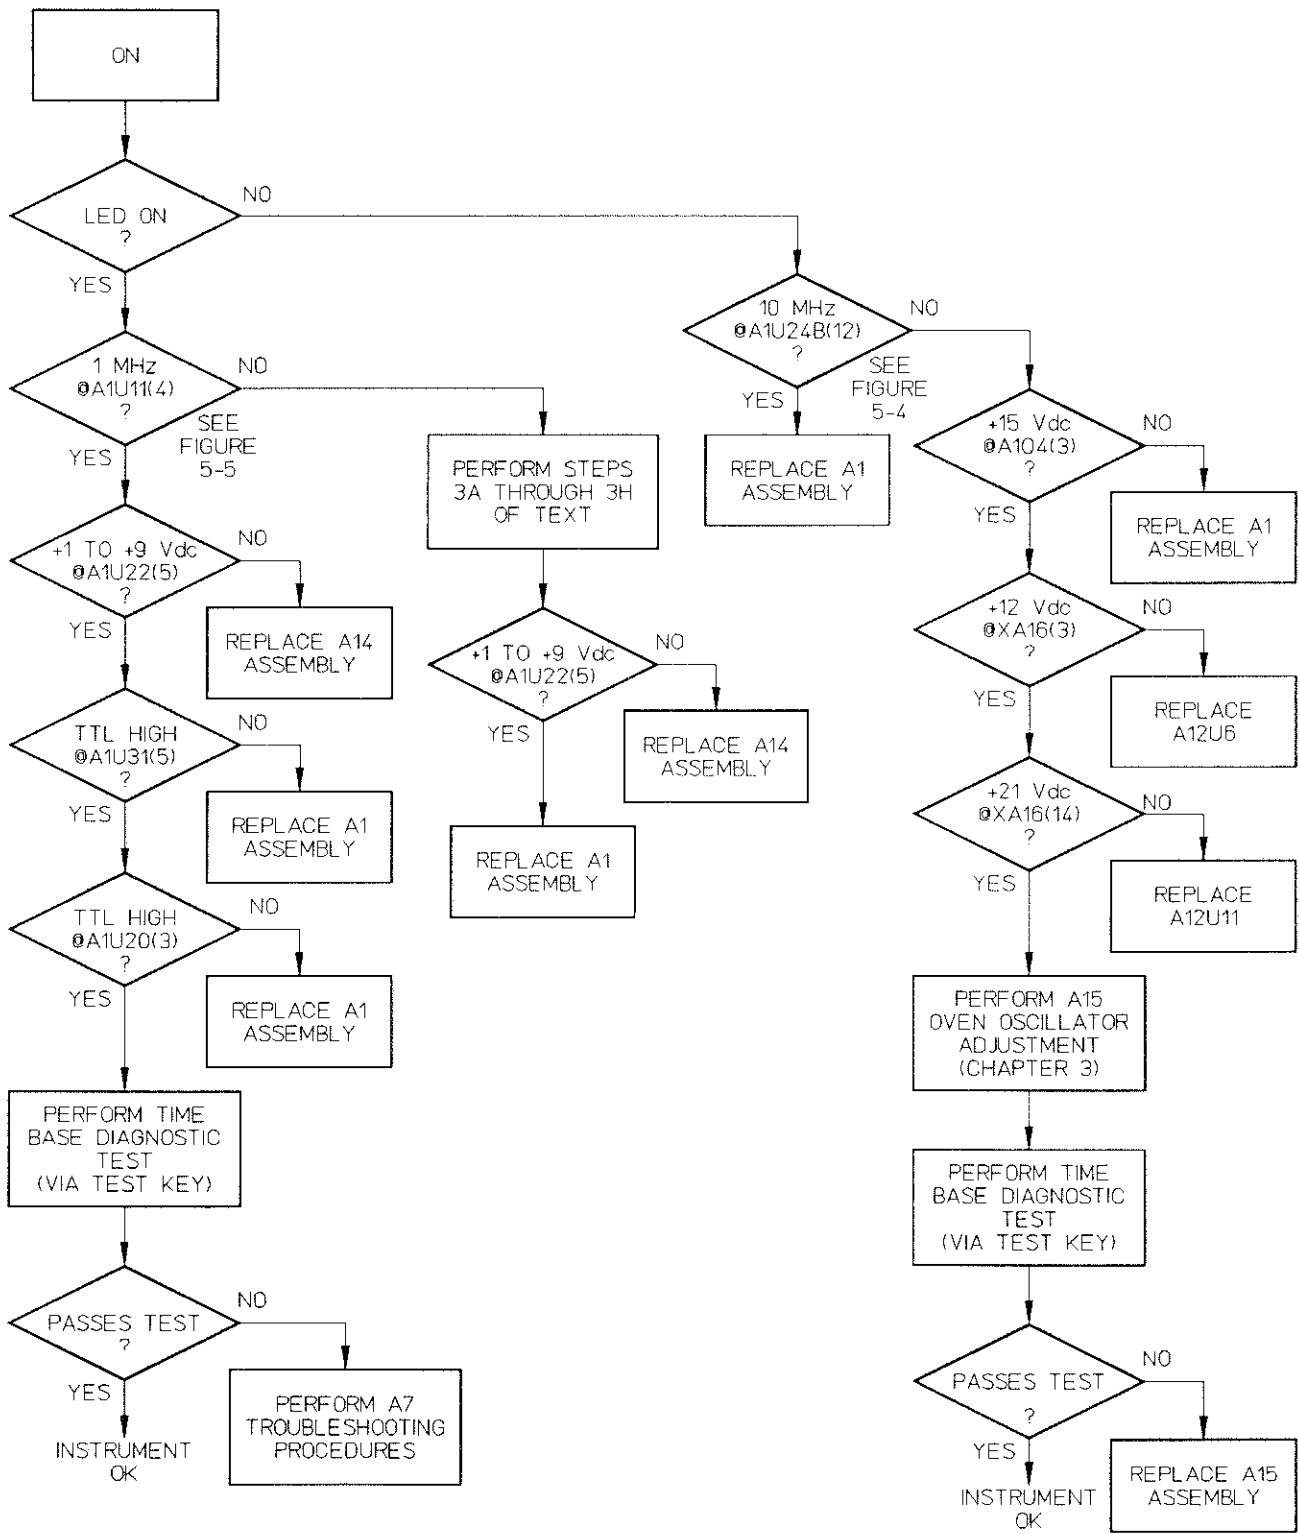 ON
LED ON
?
NO
YES
1 MHz
@A1U11(4)
?
NO
SEE
FIGURE
5-5
YES
+1 TO +9 Vdc
@A1U22(5)
?
NO
YES
REPLACE A14
ASSEMBLY
TTL HIGH
@A1U31(5)
?
NO
YES
REPLACE A1
ASSEMBLY
TTL HIGH
@A1U20(3)
?
NO
YES
REPLACE A1
ASSEMBLY
PERFORM TIME
BASE DIAGNOSTIC
TEST
(VIA TEST KEY)
PASSES TEST
?
NO
YES
PERFORM A7
TROUBLESHOOTING
PROCEDURES
INSTRUMENT
OK
PERFORM STEPS
3A THROUGH 3H
OF TEXT
+1 TO +9 Vdc
@A1U22(5)
?
NO
YES
REPLACE A14
ASSEMBLY
REPLACE A1
ASSEMBLY
10 MHz
@A1U24B(12)
?
NO
SEE
FIGURE
5-4
YES
REPLACE A1
ASSEMBLY
+15 Vdc
@A1Q4(3)
?
NO
YES
REPLACE A1
ASSEMBLY
+12 Vdc
@XA16(3)
?
NO
YES
REPLACE
A12U6
+21 Vdc
@XA16(14)
?
NO
YES
REPLACE
A12U11
PERFORM A15
OVEN OSCILLATOR
ADJUSTMENT
(CHAPTER 3)
PERFORM TIME
BASE DIAGNOSTIC
TEST
(VIA TEST KEY)
PASSES TEST
?
NO
YES
REPLACE A15
ASSEMBLY
INSTRUMENT
OK